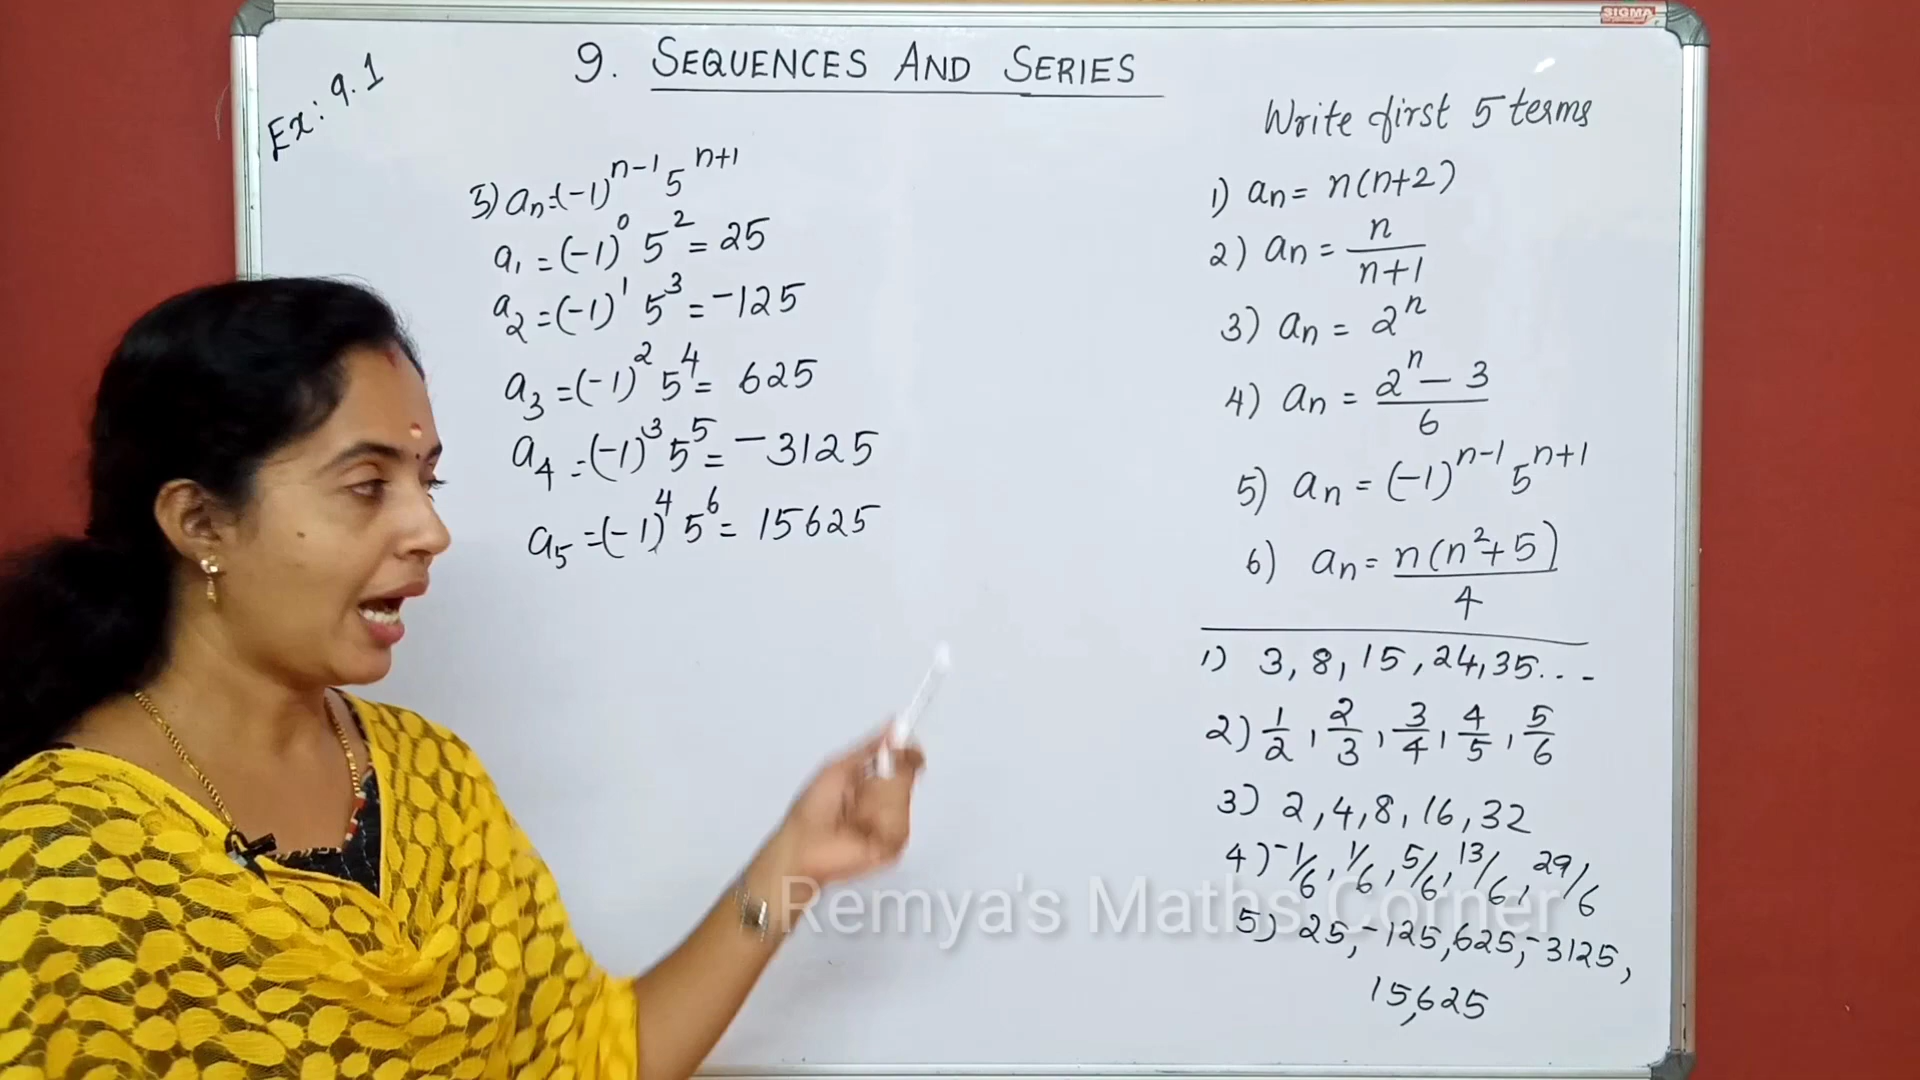 SIGMA
Ex: 9.1
9. SEQUENCES AND SERIES
5) aₙ=(-1)ⁿ⁻¹ 5ⁿ⁺¹
a₁ = (-1)⁰ 5² = 25
a₂ = (-1)¹ 5³ = -125
a₃ = (-1)² 5⁴ = 625
a₄ = (-1)³ 5⁵ = -3125
a₅ = (-1)⁴ 5⁶ = 15625
Write first 5 terms
1) aₙ = n(n+2)
2) aₙ = n/(n+1)
3) aₙ = 2ⁿ
4) aₙ = (2ⁿ - 3)/6
5) aₙ = (-1)ⁿ⁻¹ 5ⁿ⁺¹
6) aₙ = n(n²+5)/4
1) 3, 8, 15, 24, 35...
2) 1/2, 2/3, 3/4, 4/5, 5/6
3) 2, 4, 8, 16, 32
4) -1/6, 1/6, 5/6, 13/6, 29/6
5) 25, -125, 625, -3125,
15,625
Remya's Maths Corner